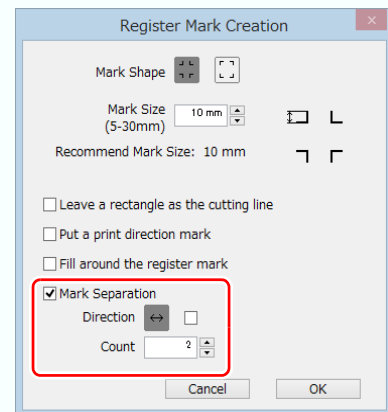 Register Mark Creation
Mark Shape
Mark Size
(5-30mm)
10 mm
Recommend Mark Size: 10 mm
Leave a rectangle as the cutting line
Put a print direction mark
Fill around the register mark
Mark Separation
Direction
Count 2
Cancel OK